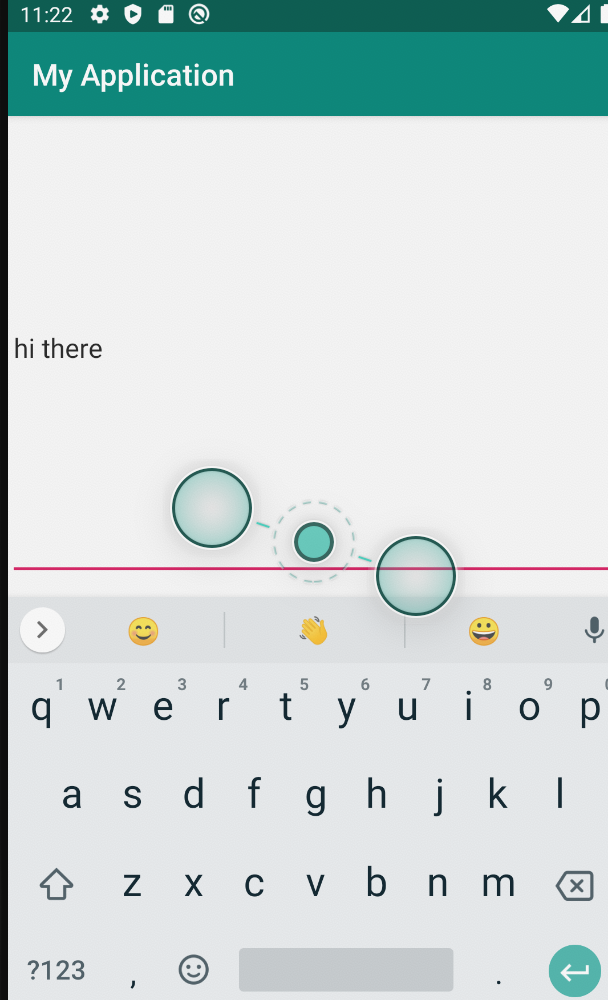 11:22
My Application
hi there
1 2 3 4 5 6 7 8 9
q w e r t y u i o p
a s d f g h j k l
z x c v b n m
?123 , .